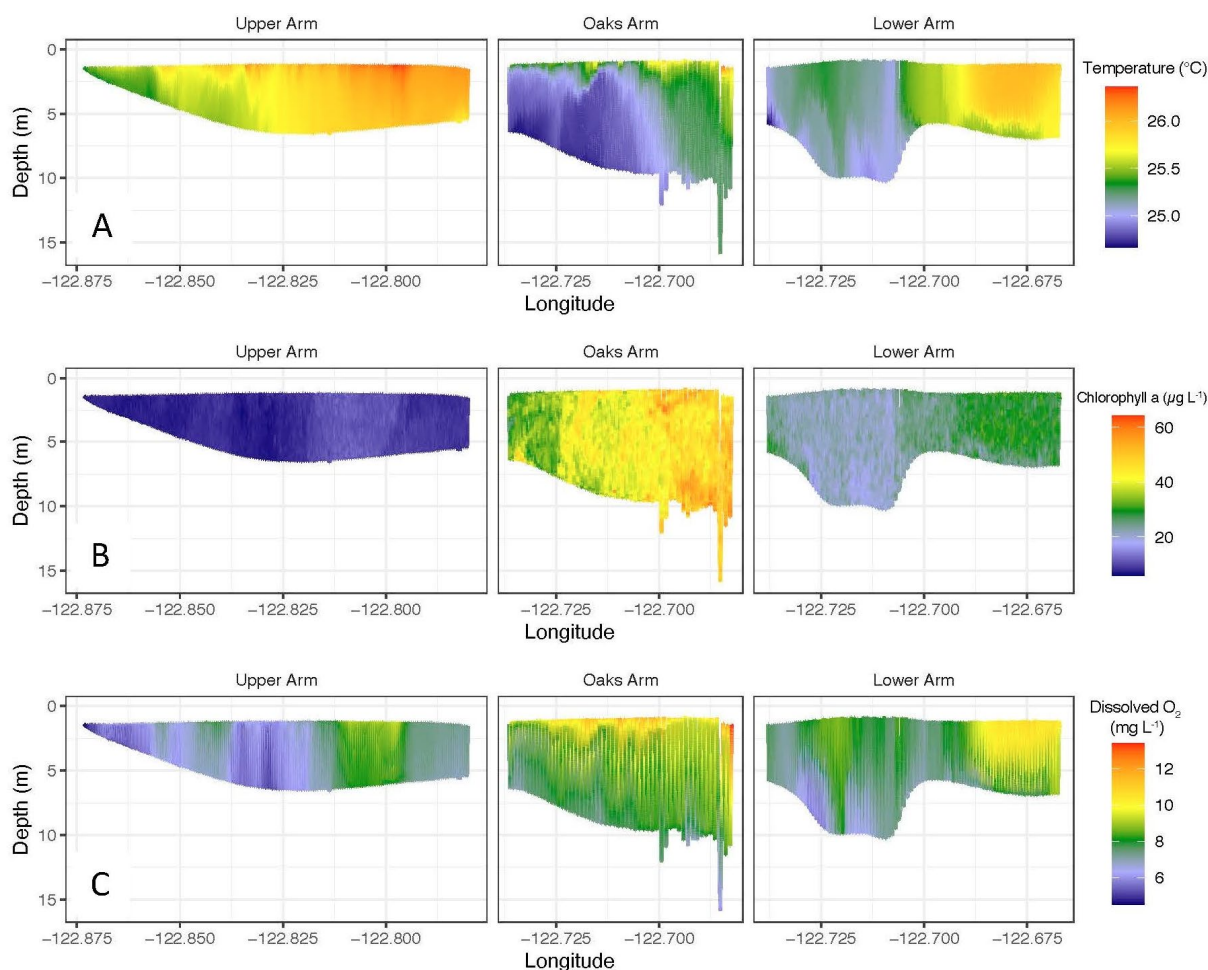 Upper Arm Oaks Arm Lower Arm
0
5
10
15
Depth (m)
A
Temperature (°C)
26.0
25.5
25.0
−122.875 −122.850 −122.825 −122.800 −122.725 −122.700 −122.725 −122.700 −122.675
Longitude
Upper Arm Oaks Arm Lower Arm
0
5
10
15
Depth (m)
B
Chlorophyll a (µg L-1)
60
40
20
−122.875 −122.850 −122.825 −122.800 −122.725 −122.700 −122.725 −122.700 −122.675
Longitude
Upper Arm Oaks Arm Lower Arm
0
5
10
15
Depth (m)
C
Dissolved O2
(mg L-1)
12
10
8
6
−122.875 −122.850 −122.825 −122.800 −122.725 −122.700 −122.725 −122.700 −122.675
Longitude